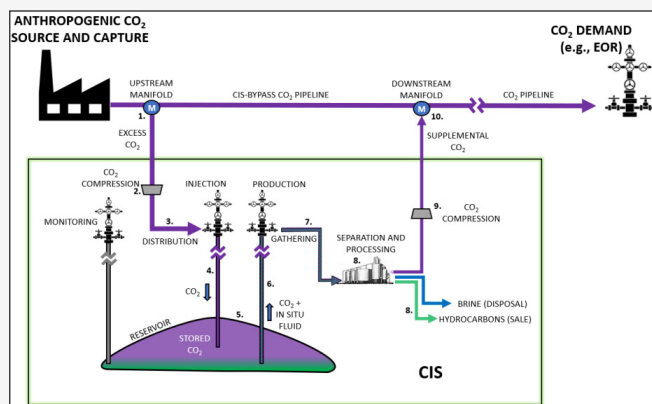 ANTHROPOGENIC CO₂
SOURCE AND CAPTURE
CO₂ DEMAND
(e.g., EOR)
UPSTREAM
MANIFOLD
DOWNSTREAM
MANIFOLD
CIS-BYPASS CO₂ PIPELINE
CO₂ PIPELINE
M
M
1.
10.
EXCESS
CO₂
SUPPLEMENTAL
CO₂
CO₂
COMPRESSION
2.
INJECTION
PRODUCTION
MONITORING
3.
DISTRIBUTION
7.
GATHERING
SEPARATION AND
PROCESSING
8.
9.
CO₂
COMPRESSION
4.
CO₂
6.
CO₂ +
IN SITU
FLUID
5.
RESERVOIR
STORED
CO₂
BRINE (DISPOSAL)
8.
HYDROCARBONS (SALE)
CIS